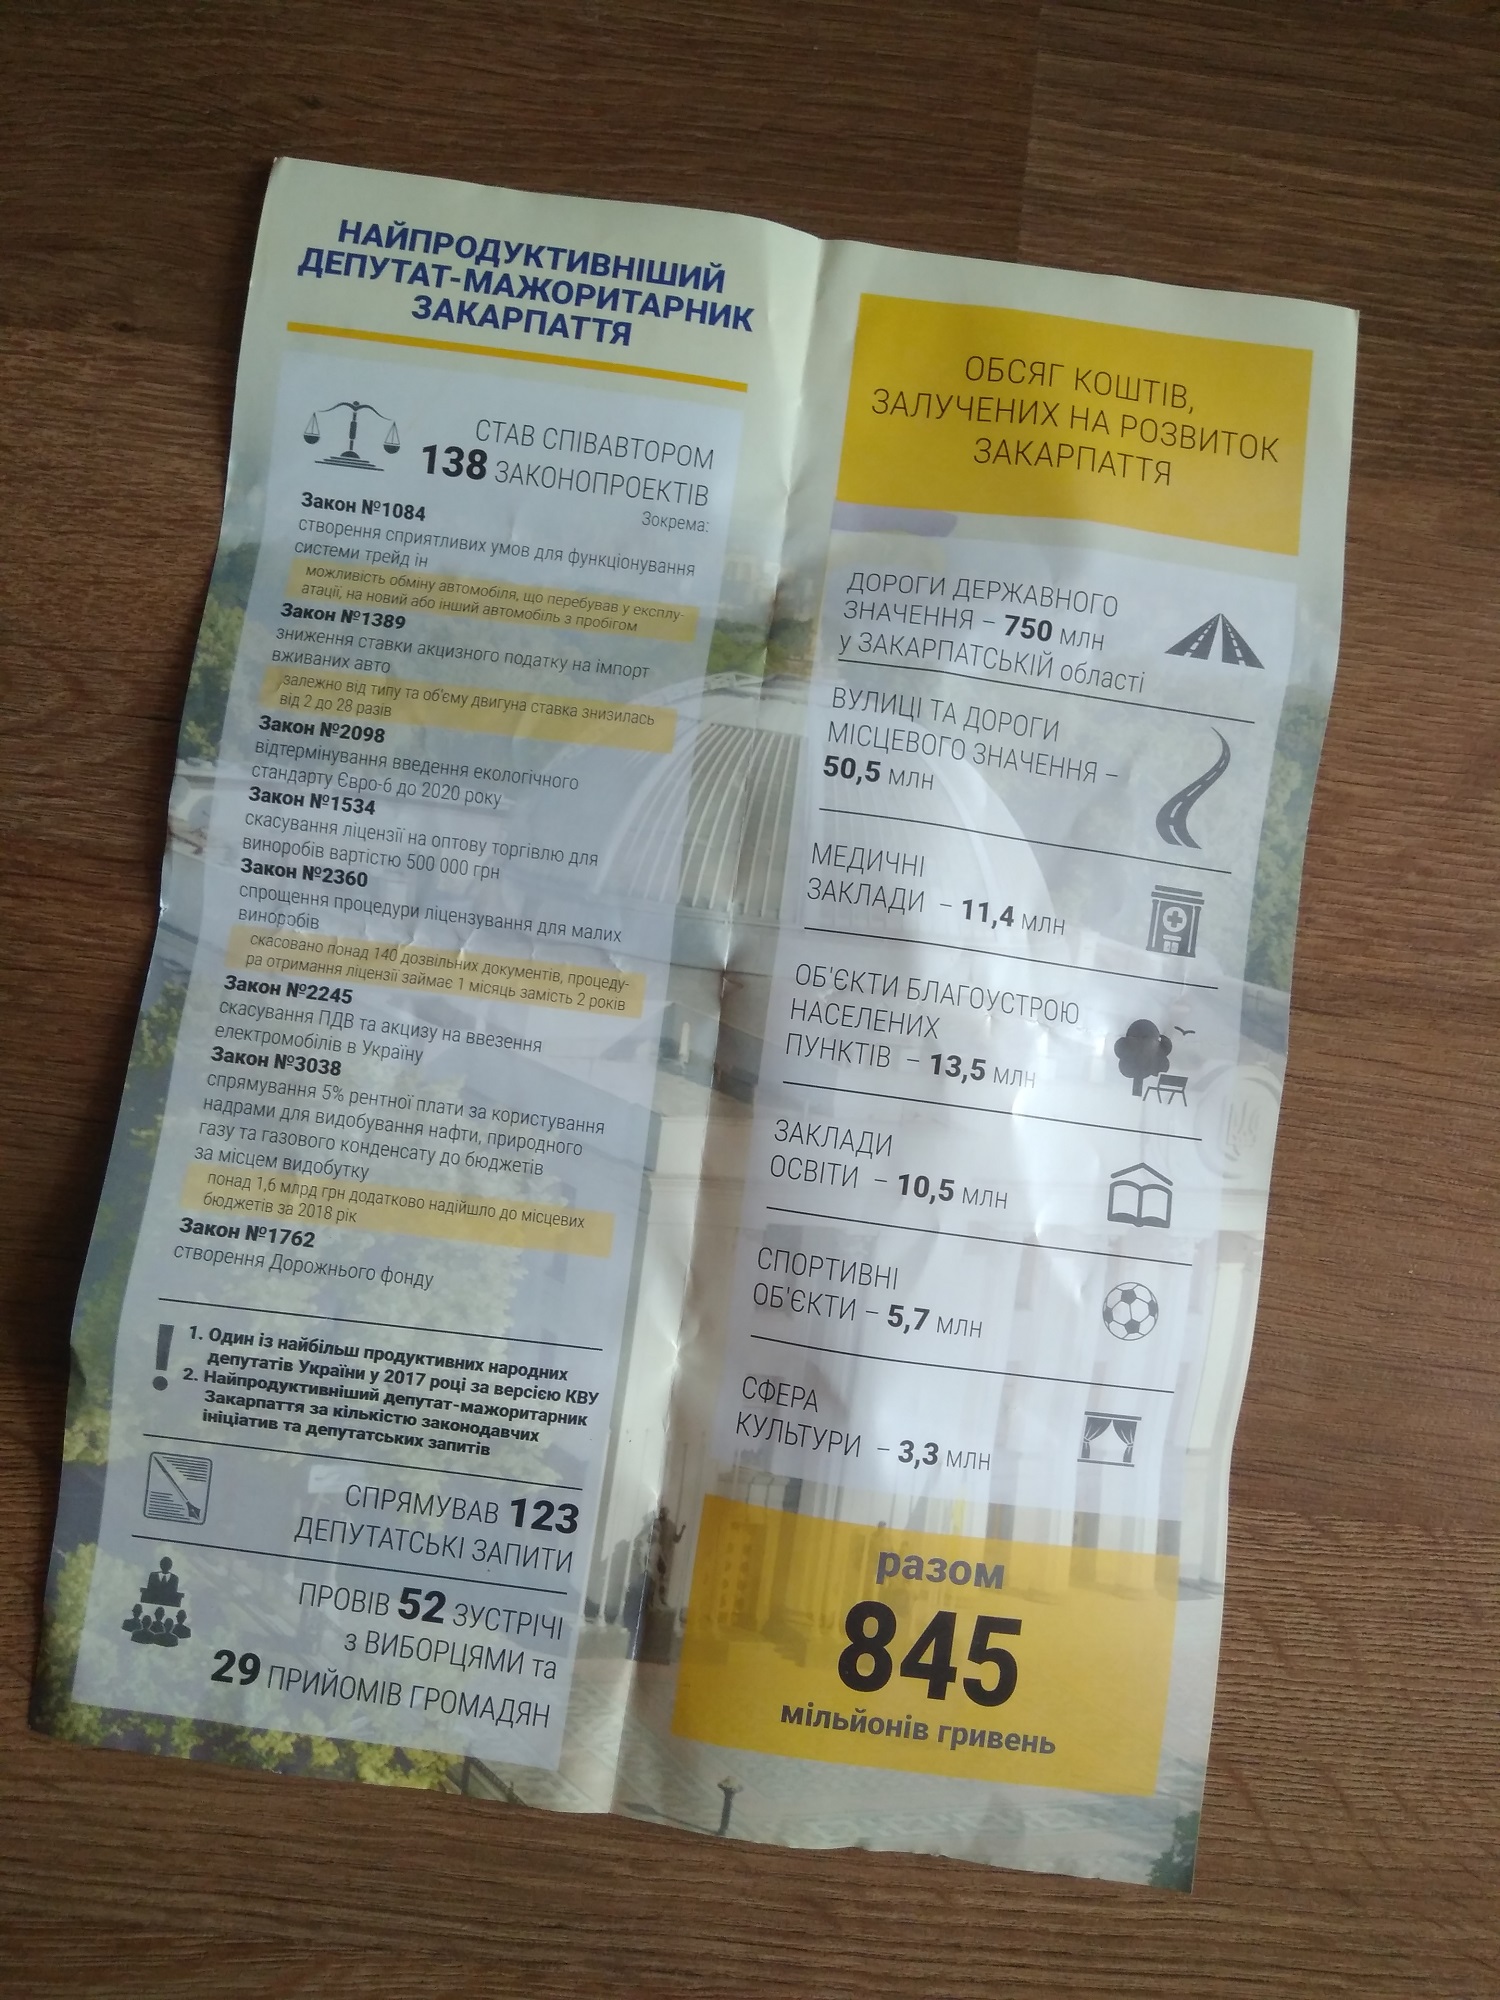 НАЙПРОДУКТИВНІШИЙ
ДЕПУТАТ-МАЖОРИТАРНИК
ЗАКАРПАТТЯ
СТАВ СПІВАВТОРОМ
138 ЗАКОНОПРОЕКТІВ
Зокрема:
Закон №1084
створення сприятливих умов для функціонування
системи трейд ін
можливість обміну автомобіля, що перебував у експлу-
атації, на новий або інший автомобіль з пробігом
Закон №1389
зниження ставки акцизного податку на імпорт
вживаних авто
залежно від типу та об'єму двигуна ставка знизилась
від 2 до 28 разів
Закон №2098
відтермінування введення екологічного
стандарту Євро-6 до 2020 року
Закон №1534
скасування ліцензії на оптову торгівлю для
виноробів вартістю 500 000 грн
Закон №2360
спрощення процедури ліцензування для малих
виноробів
скасовано понад 140 дозвільних документів, процеду-
ра отримання ліцензії займає 1 місяць замість 2 років
Закон №2245
скасування ПДВ та акцизу на ввезення
електромобілів в Україну
Закон №3038
спрямування 5% рентної плати за користування
надрами для видобування нафти, природного
газу та газового конденсату до бюджетів
за місцем видобутку
понад 1,6 млрд грн додатково надійшло до місцевих
бюджетів за 2018 рік
Закон №1762
створення Дорожнього фонду
! 1. Один із найбільш продуктивних народних
депутатів України у 2017 році за версією КВУ
2. Найпродуктивніший депутат-мажоритарник
Закарпаття за кількістю законодавчих
ініціатив та депутатських запитів
СПРЯМУВАВ 123
ДЕПУТАТСЬКІ ЗАПИТИ
ПРОВІВ 52 ЗУСТРІЧІ
з ВИБОРЦЯМИ та
29 ПРИЙОМІВ ГРОМАДЯН
ОБСЯГ КОШТІВ,
ЗАЛУЧЕНИХ НА РОЗВИТОК
ЗАКАРПАТТЯ
ДОРОГИ ДЕРЖАВНОГО
ЗНАЧЕННЯ – 750 МЛН
у ЗАКАРПАТСЬКІЙ області
ВУЛИЦІ ТА ДОРОГИ
МІСЦЕВОГО ЗНАЧЕННЯ –
50,5 МЛН
МЕДИЧНІ
ЗАКЛАДИ – 11,4 МЛН
ОБ'ЄКТИ БЛАГОУСТРОЮ
НАСЕЛЕНИХ
ПУНКТІВ – 13,5 МЛН
ЗАКЛАДИ
ОСВІТИ – 10,5 МЛН
СПОРТИВНІ
ОБ'ЄКТИ – 5,7 МЛН
СФЕРА
КУЛЬТУРИ – 3,3 МЛН
разом
845
мільйонів гривень